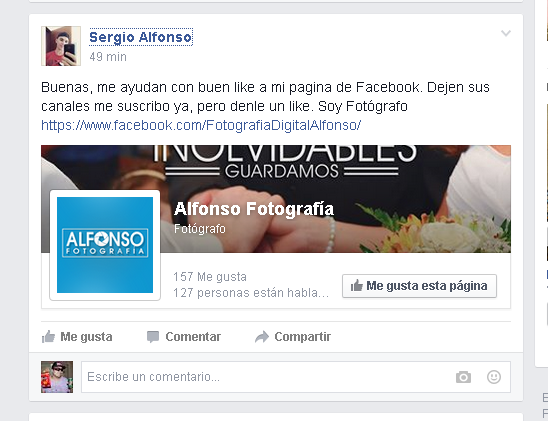 Sergio Alfonso
49 min
Buenas, me ayudan con buen like a mi pagina de Facebook. Dejen sus
canales me suscribo ya, pero denle un like. Soy Fotógrafo
https://www.facebook.com/FotografiaDigitalAlfonso/
INOLVIDABLES
GUARDAMOS
Alfonso Fotografía
Fotógrafo
ALFONSO
FOTOGRAFÍA
157 Me gusta
127 personas están habla...
Me gusta esta página
Me gusta
Comentar
Compartir
Escribe un comentario...